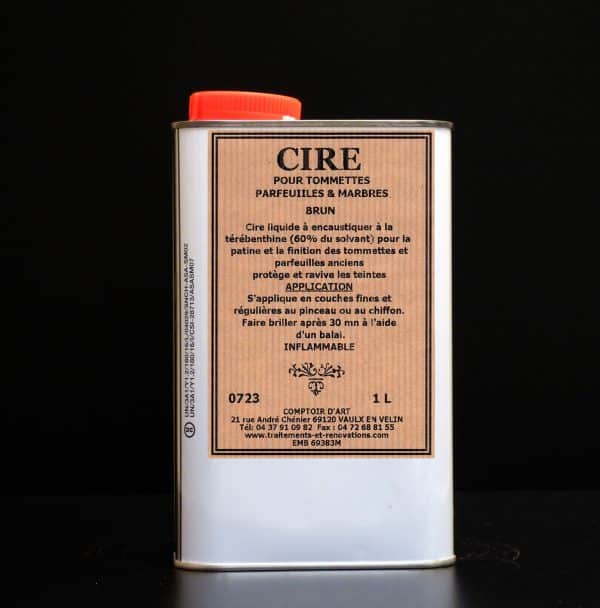 CIRE
POUR TOMMETTES
PARFEUIILES & MARBRES
BRUN
Cire liquide à encaustiquer à la
térébenthine (60% du solvant) pour la
patine et la finition des tommettes et
parfeuilles anciens
protège et ravive les teintes
APPLICATION
S'applique en couches fines et
régulières au pinceau ou au chiffon.
Faire briller après 30 mn à l'aide
d'un balai.
INFLAMMABLE
0723 1 L
COMPTOIR D'ART
21 rue André Chénier 69120 VAULX EN VELIN
Tél: 04 37 91 09 82 Fax : 04 72 68 81 55
www.traitements-et-renovations.com
EMB 69383M